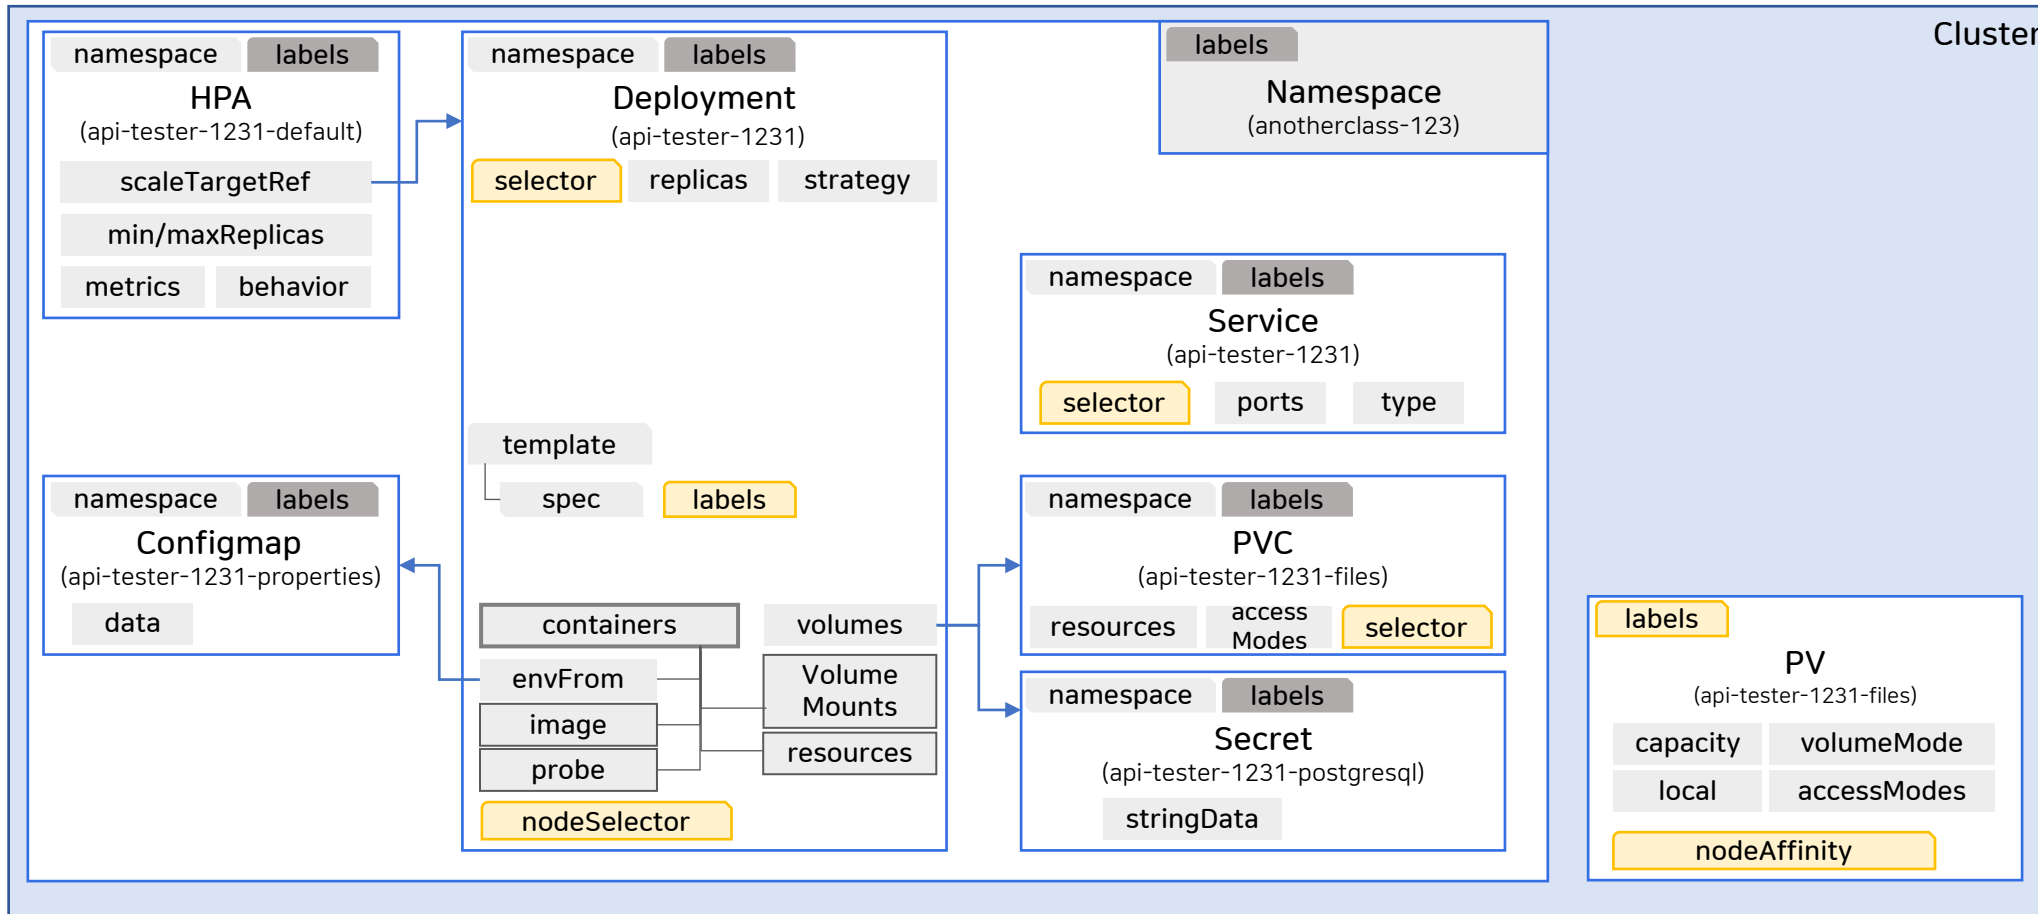 Cluster
namespace
labels
HPA
(api-tester-1231-default)
scaleTargetRef
min/maxReplicas
metrics
behavior
namespace
labels
Deployment
(api-tester-1231)
selector
replicas
strategy
template
spec
labels
containers
volumes
envFrom
image
probe
Volume
Mounts
resources
nodeSelector
labels
Namespace
(anotherclass-123)
namespace
labels
Service
(api-tester-1231)
selector
ports
type
namespace
labels
Configmap
(api-tester-1231-properties)
data
namespace
labels
PVC
(api-tester-1231-files)
resources
access
Modes
selector
namespace
labels
Secret
(api-tester-1231-postgresql)
stringData
labels
PV
(api-tester-1231-files)
capacity
volumeMode
local
accessModes
nodeAffinity